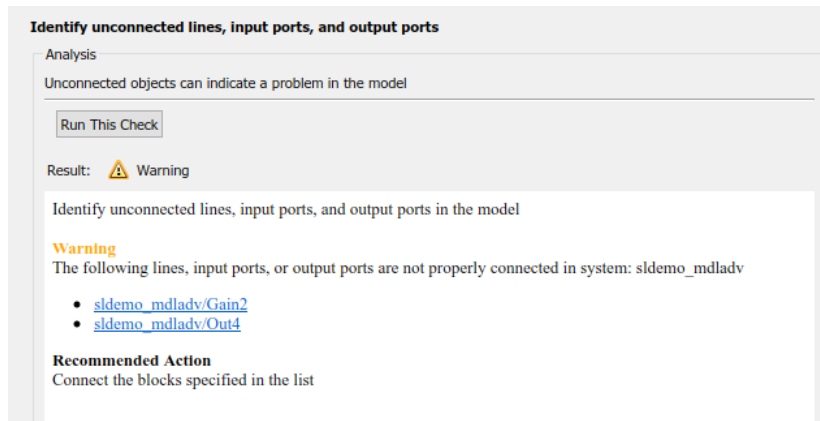 Identify unconnected lines, input ports, and output ports
Analysis
Unconnected objects can indicate a problem in the model
Run This Check
Result: Warning
Identify unconnected lines, input ports, and output ports in the model
Warning
The following lines, input ports, or output ports are not properly connected in system: sldemo_mdladv
• sldemo_mdladv/Gain2
• sldemo_mdladv/Out4
Recommended Action
Connect the blocks specified in the list